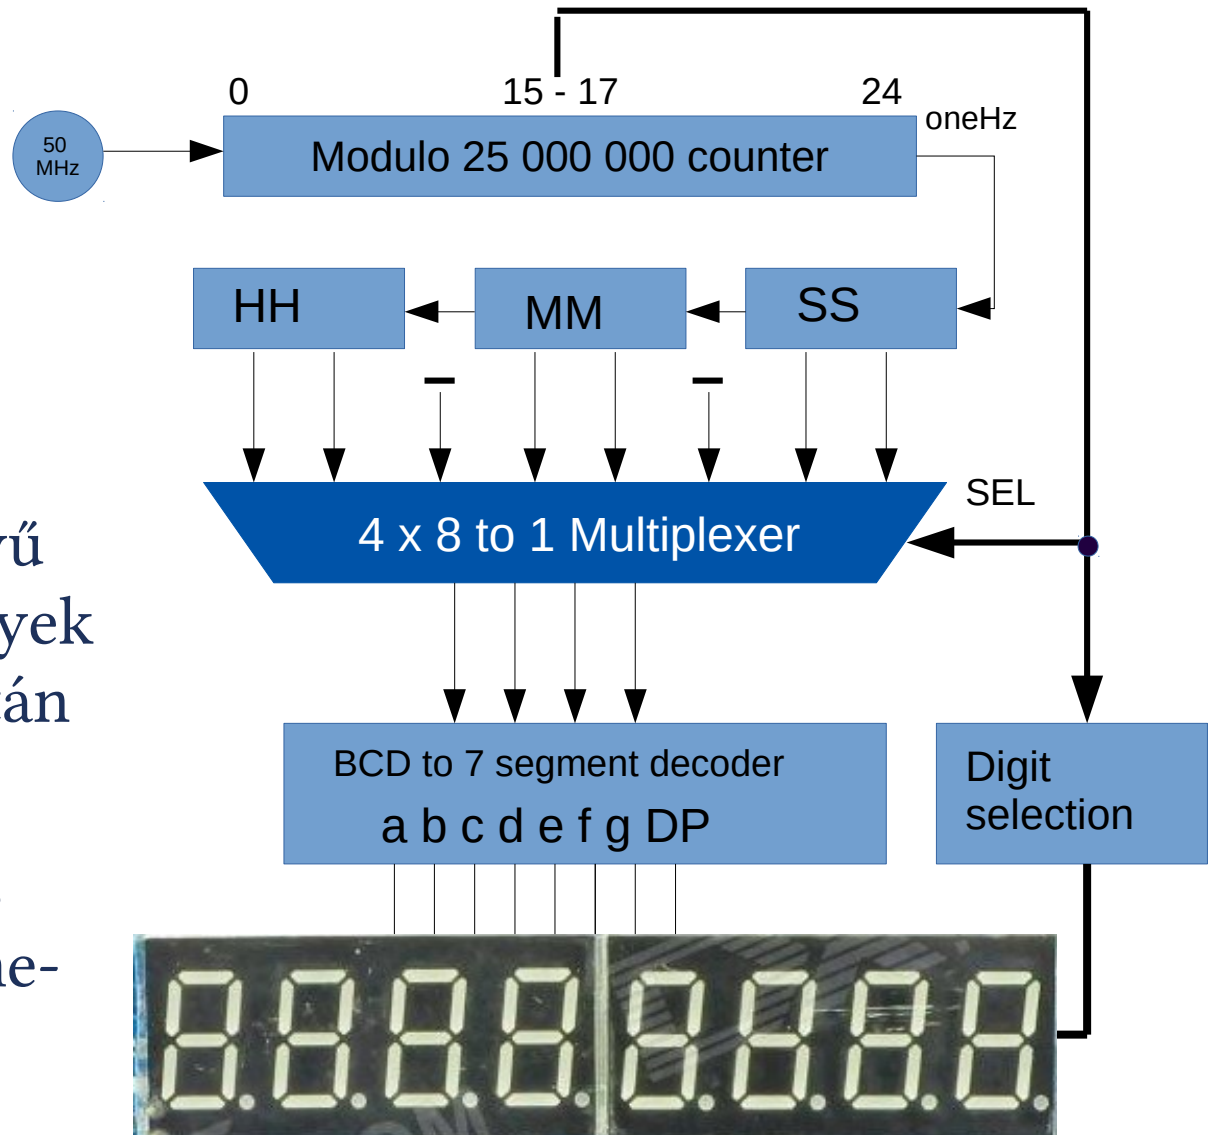 0 15 - 17 24
oneHz
50
MHz
Modulo 25 000 000 counter
HH MM SS
SEL
4 x 8 to 1 Multiplexer
BCD to 7 segment decoder
a b c d e f g DP
Digit
selection